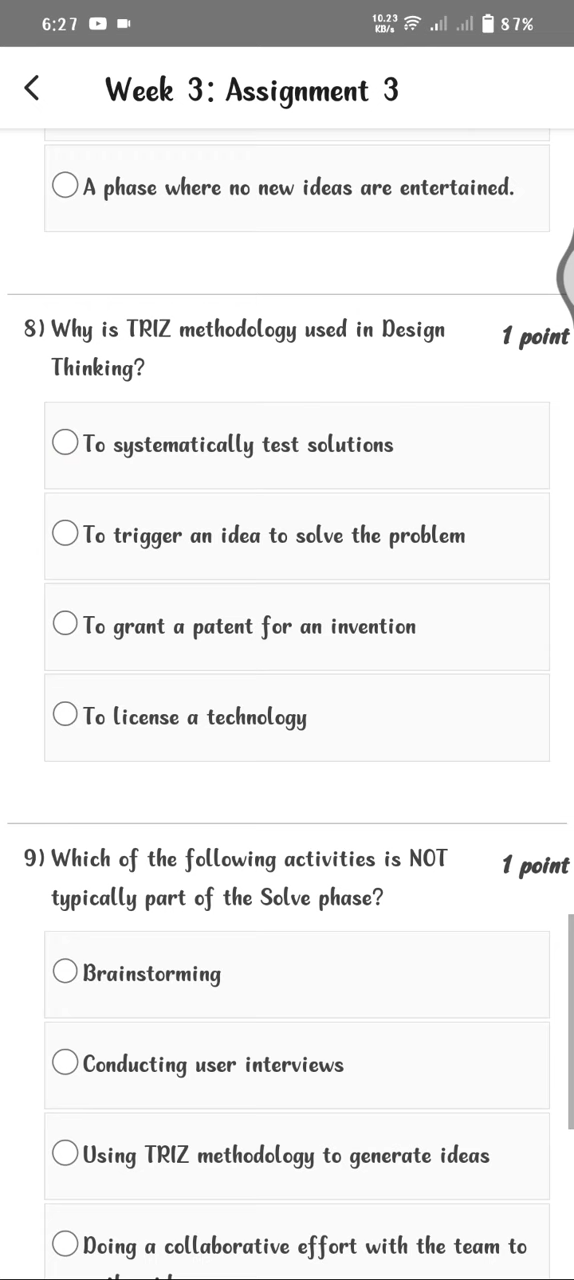 6:27
10.23
KB/s
87%
Week 3: Assignment 3
A phase where no new ideas are entertained.
8) Why is TRIZ methodology used in Design
1 point
Thinking?
To systematically test solutions
To trigger an idea to solve the problem
To grant a patent for an invention
To license a technology
9) Which of the following activities is NOT
1 point
typically part of the Solve phase?
Brainstorming
Conducting user interviews
Using TRIZ methodology to generate ideas
Doing a collaborative effort with the team to